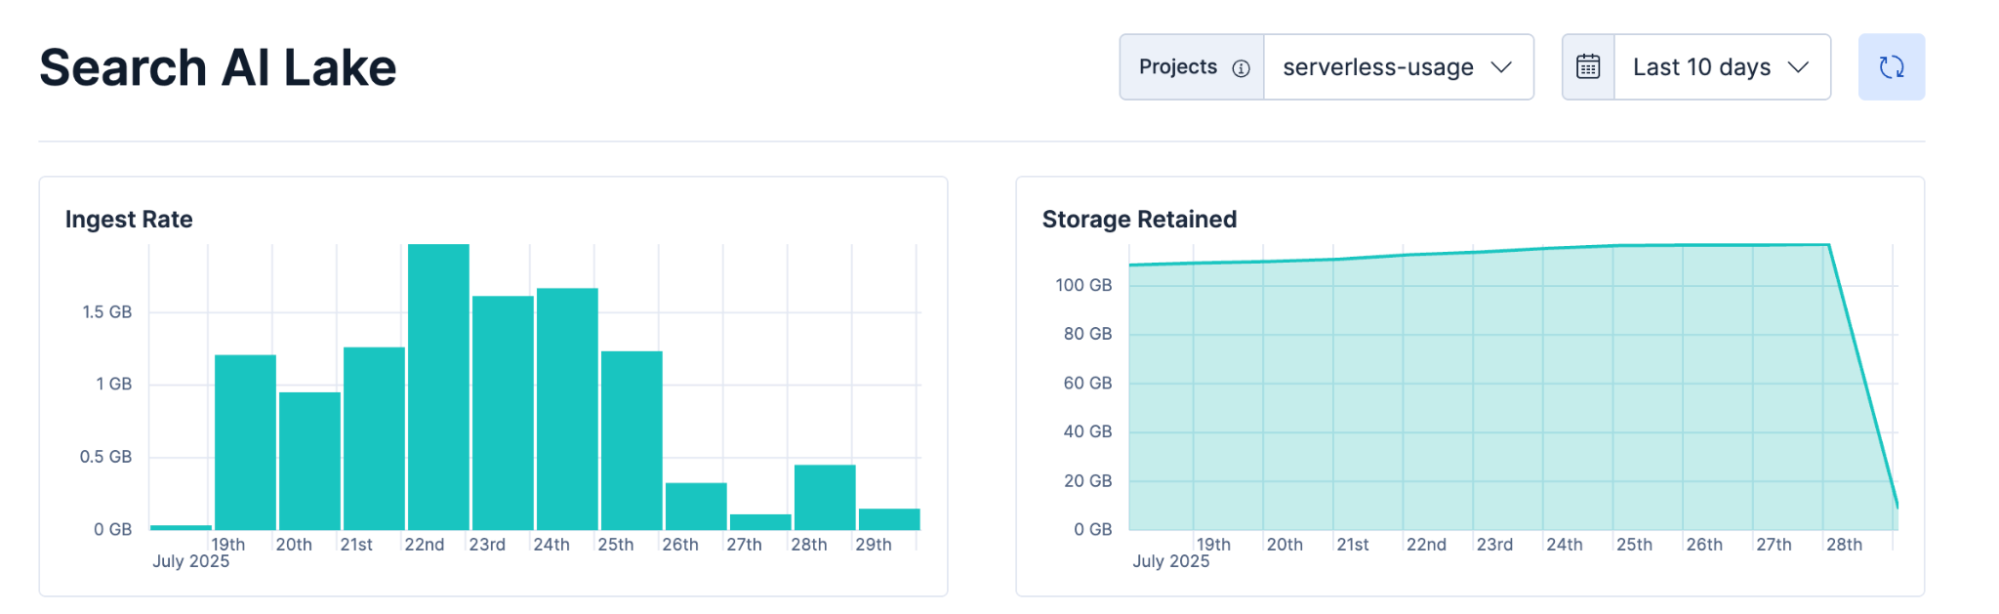 Search AI Lake
Projects serverless-usage Last 10 days
Ingest Rate
1.5 GB
1 GB
0.5 GB
0 GB
19th 20th 21st 22nd 23rd 24th 25th 26th 27th 28th 29th
July 2025
Storage Retained
100 GB
80 GB
60 GB
40 GB
20 GB
0 GB
19th 20th 21st 22nd 23rd 24th 25th 26th 27th 28th
July 2025